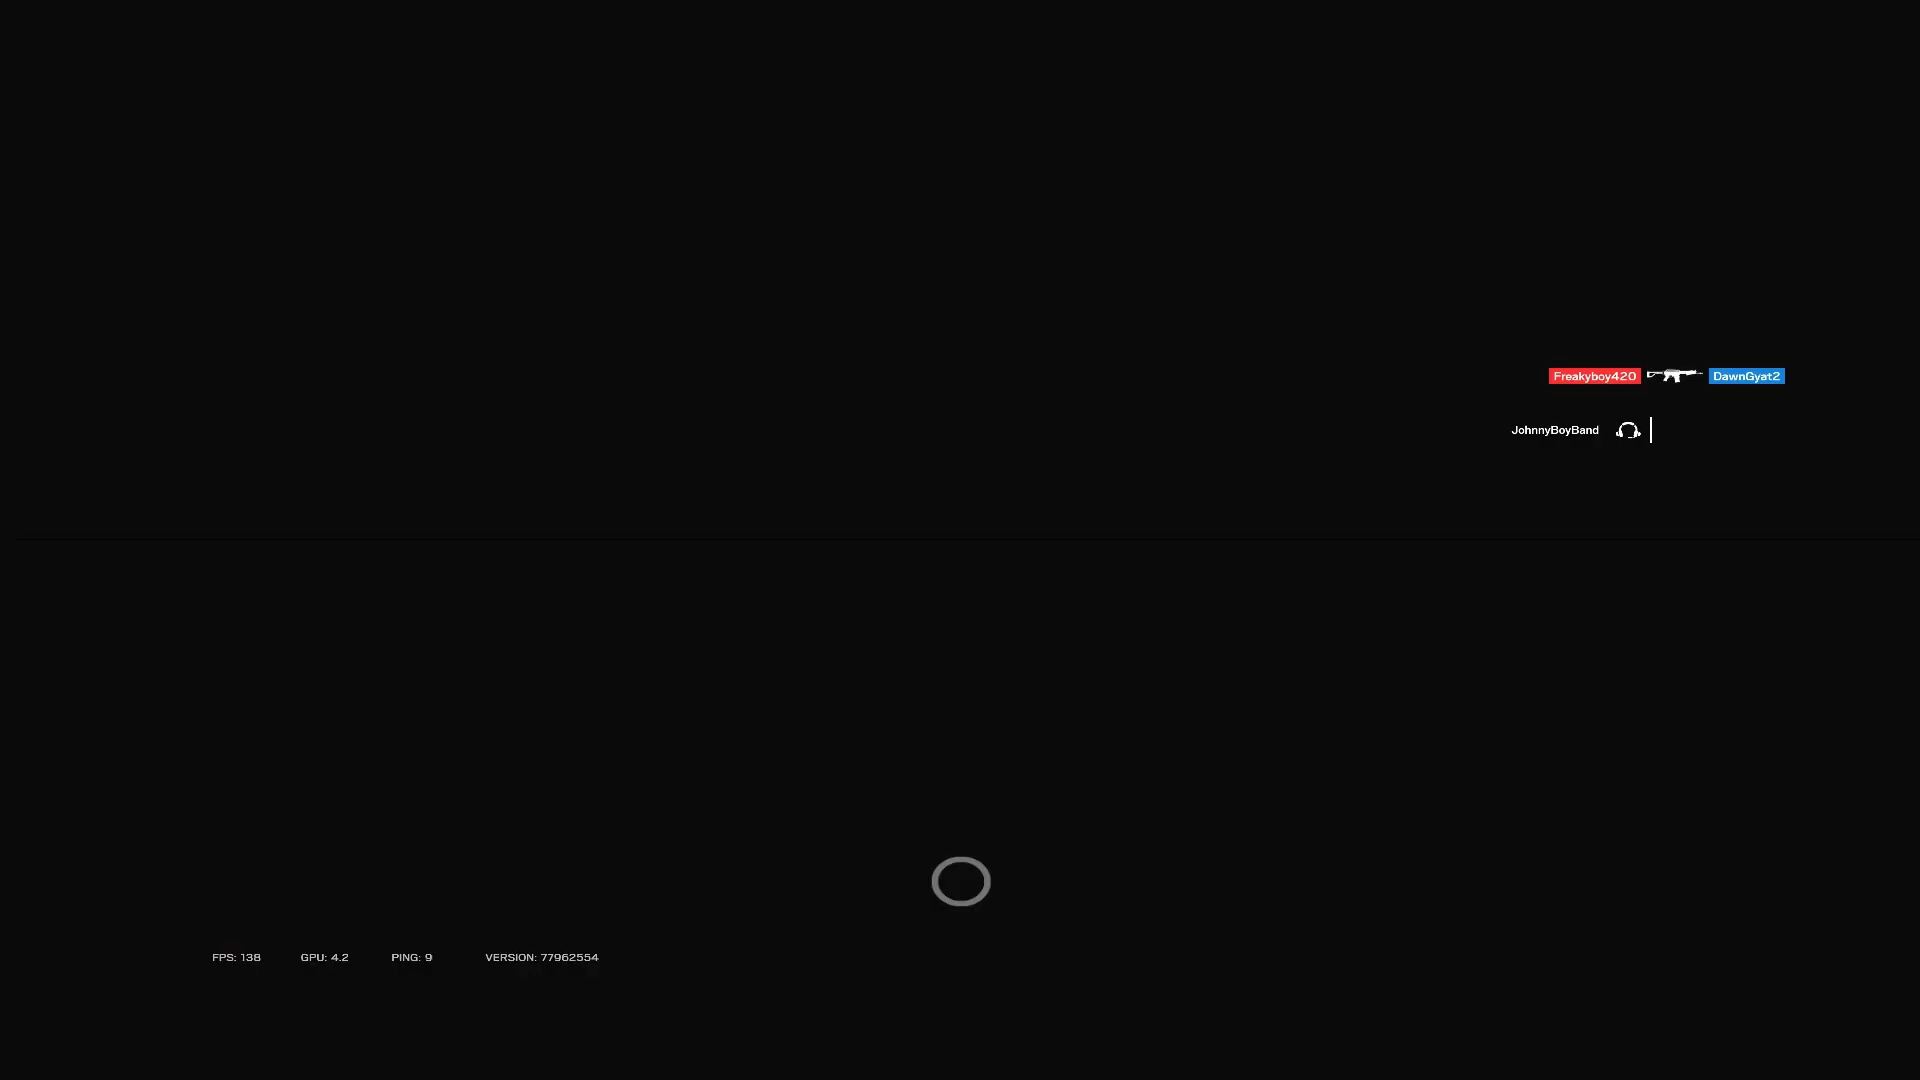 Freakyboy420 DawnGyat2
JohnnyBoyBand
FPS: 138 GPU: 4.2 PING: 9 VERSION: 77962554